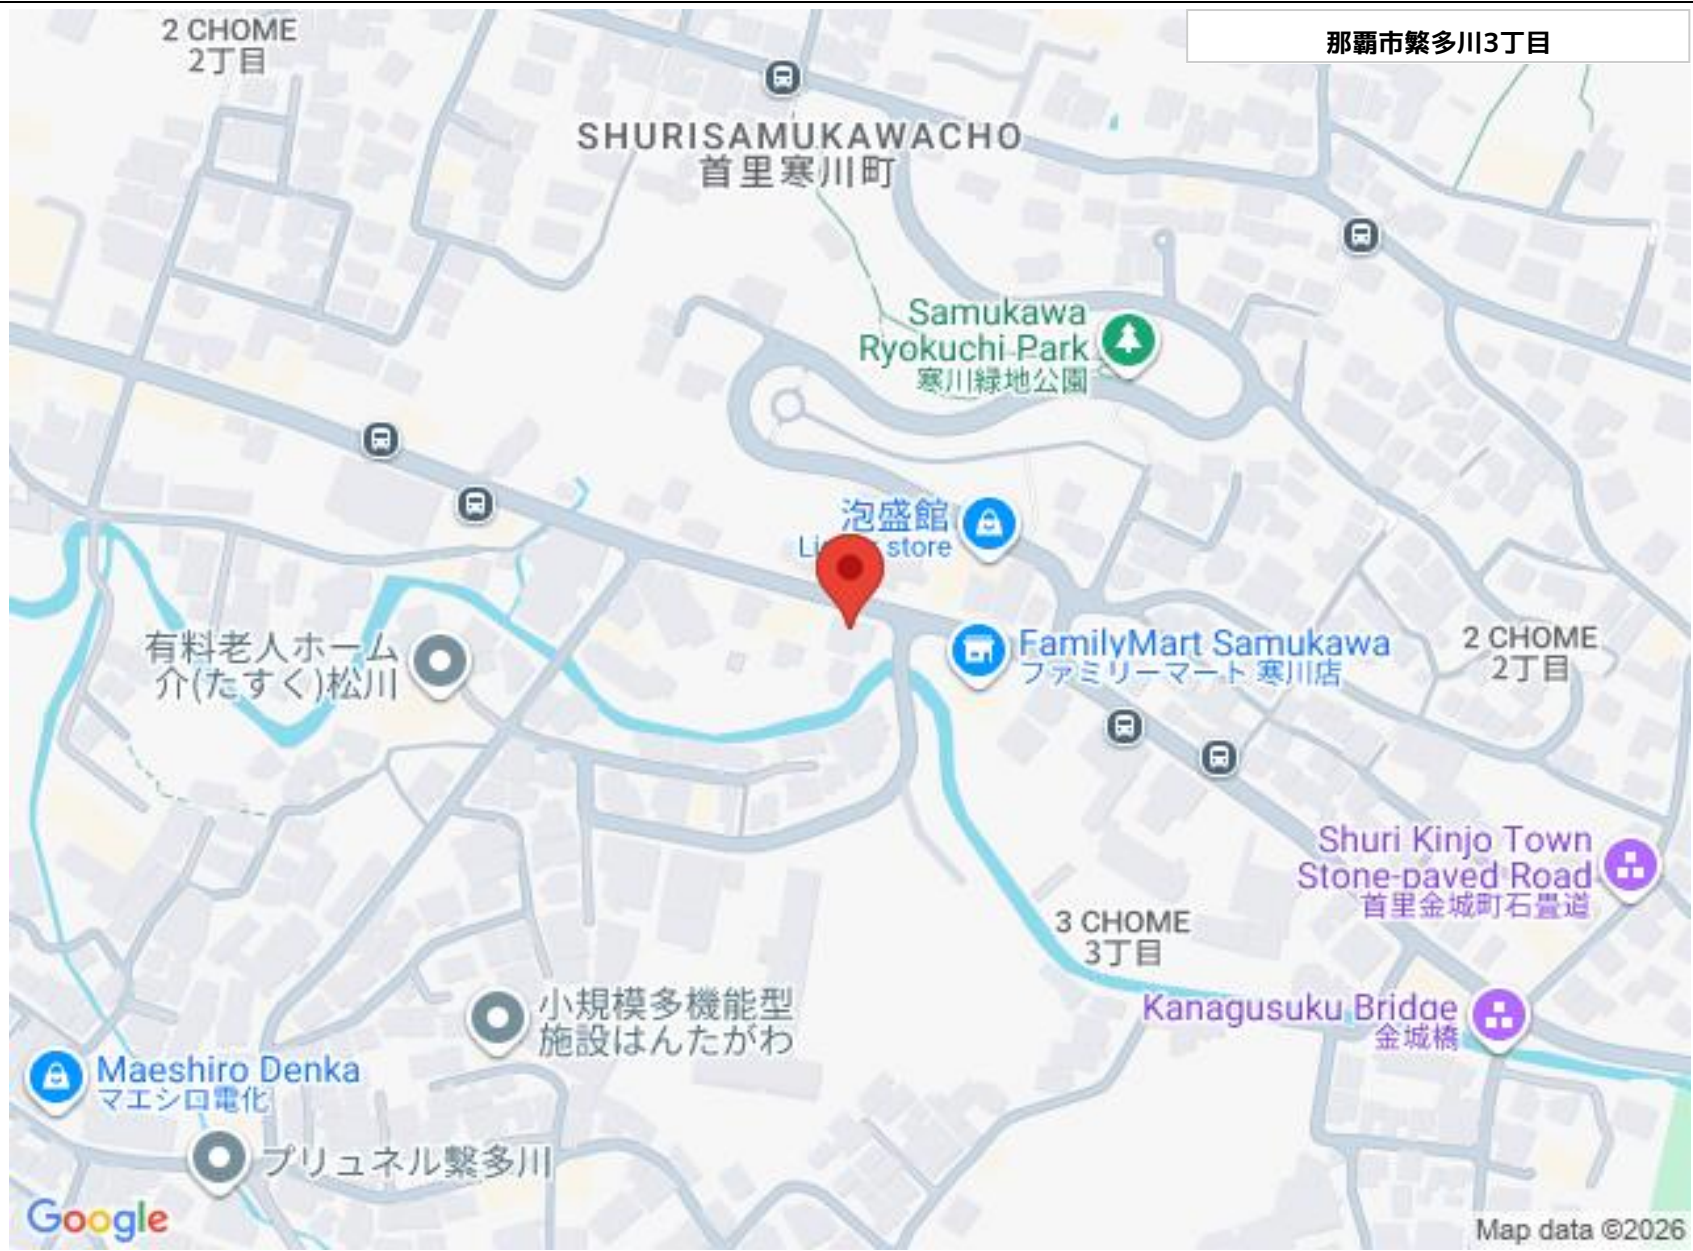 2 CHOME
2丁目
那覇市繁多川3丁目
SHURISAMUKAWACHO
首里寒川町
Samukawa
Ryokuchi Park
寒川緑地公園
泡盛館
store
有料老人ホーム
介(たすく)松川
FamilyMart Samukawa
ファミリーマート 寒川店
2 CHOME
2丁目
Shuri Kinjo Town
Stone-paved Road
首里金城町石畳道
3 CHOME
3丁目
Kanagusuku Bridge
金城橋
小規模多機能型
施設はんたがわ
Maeshiro Denka
マエシロ電化
プリュネル繁多川
Google
Map data ©2026